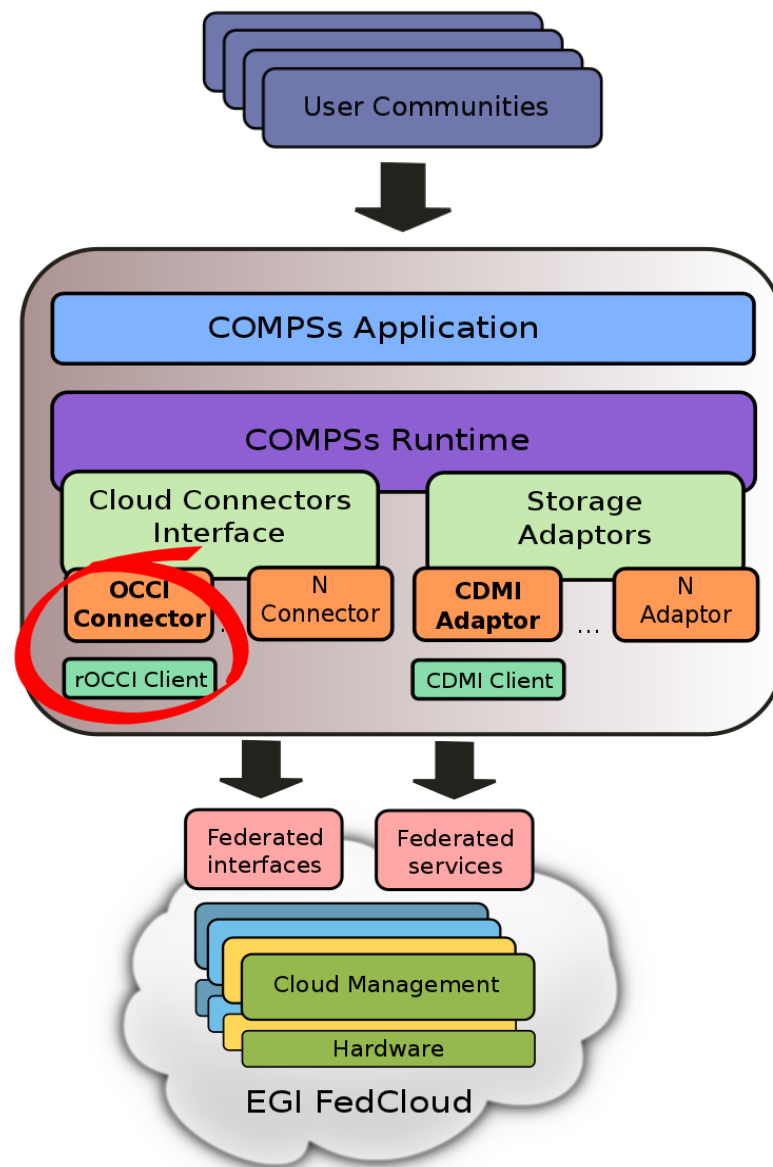 User Communities
COMPSs Application
COMPSs Runtime
Cloud Connectors
Interface
Storage
Adaptors
OCCI
Connector
...
N
Connector
CDMI
Adaptor
...
N
Adaptor
rOCCI Client
CDMI Client
Federated
interfaces
Federated
services
Cloud Management
Hardware
EGI FedCloud